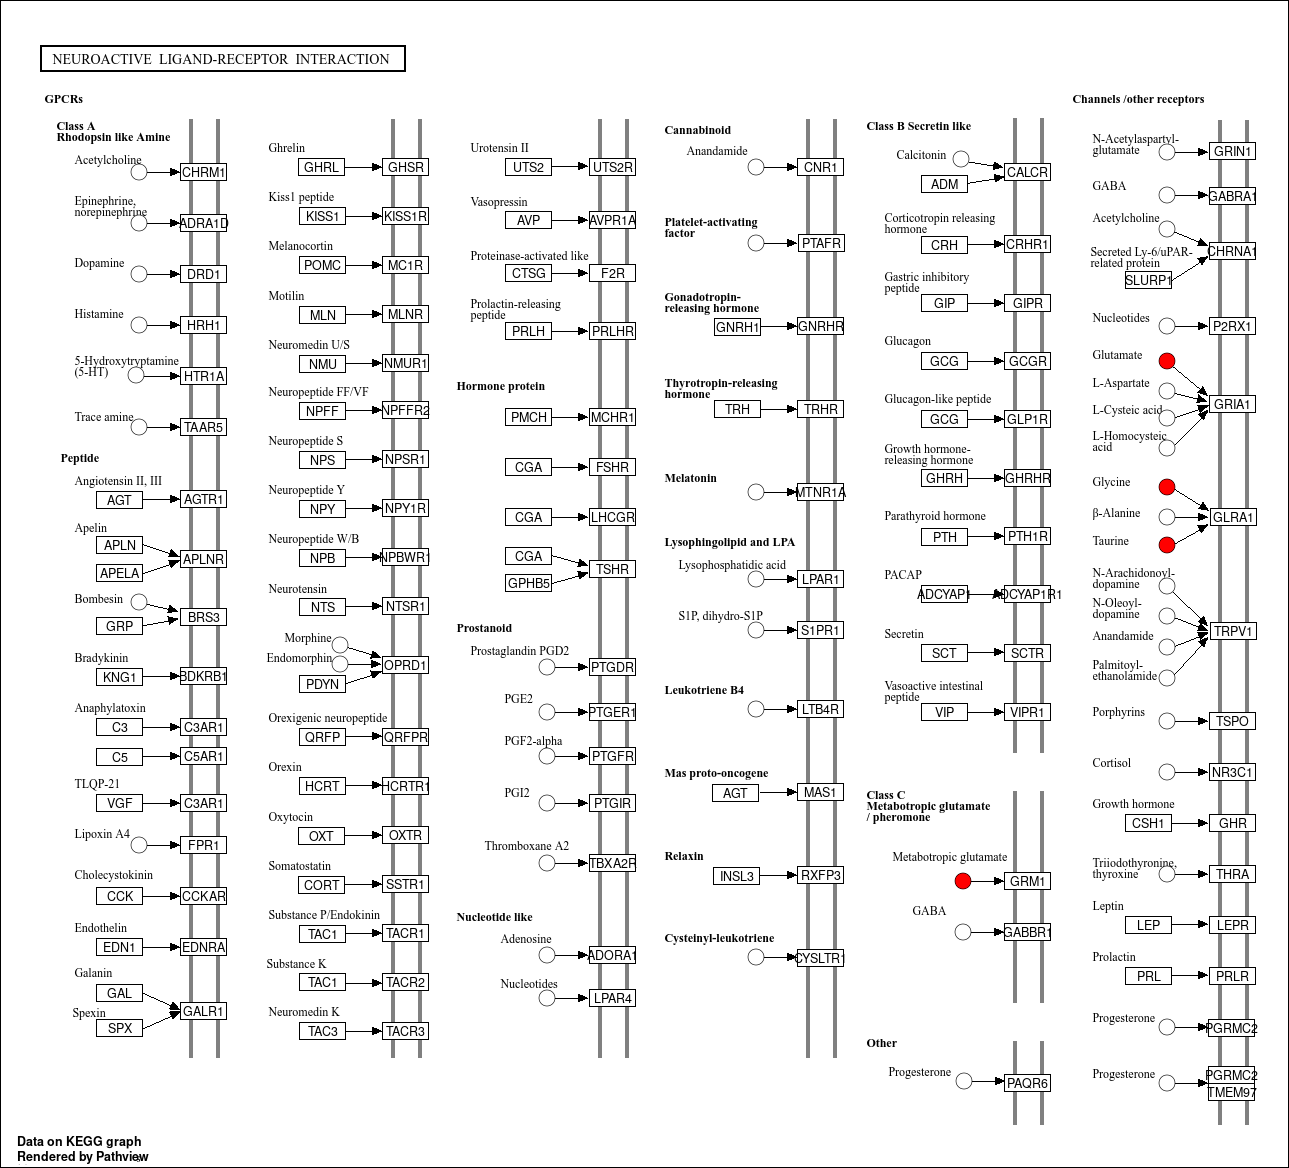 NEUROACTIVE LIGAND-RECEPTOR INTERACTION
GPCRs
Class A
Rhodopsin like Amine
Acetylcholine
CHRM1
Epinephrine,
norepinephrine
ADRA1D
Dopamine
DRD1
Histamine
HRH1
5-Hydroxytryptamine
(5-HT)
HTR1A
Trace amine
TAAR5
Peptide
Angiotensin II, III
AGT
AGTR1
Apelin
APLN
APELA
APLNR
Bombesin
GRP
BRS3
Bradykinin
KNG1
BDKRB1
Anaphylatoxin
C3
C3AR1
C5
C5AR1
TLQP-21
VGF
C3AR1
Lipoxin A4
FPR1
Cholecystokinin
CCK
CCKAR
Endothelin
EDN1
EDNRA
Galanin
GAL
GALR1
Spexin
SPX
Ghrelin
GHRL
GHSR
Kiss1 peptide
KISS1
KISS1R
Melanocortin
POMC
MC1R
Motilin
MLN
MLNR
Neuromedin U/S
NMU
NMUR1
Neuropeptide FF/VF
NPFF
NPFFR2
Neuropeptide S
NPS
NPSR1
Neuropeptide Y
NPY
NPY1R
Neuropeptide W/B
NPB
NPBWR1
Neurotensin
NTS
NTSR1
Morphine
Endomorphin
PDYN
OPRD1
Orexigenic neuropeptide
QRFP
QRFPR
Orexin
HCRT
HCRTR1
Oxytocin
OXT
OXTR
Somatostatin
CORT
SSTR1
Substance P/Endokinin
TAC1
TACR1
Substance K
TAC1
TACR2
Neuromedin K
TAC3
TACR3
Urotensin II
UTS2
UTS2R
Vasopressin
AVP
AVPR1A
Proteinase-activated like
CTSG
F2R
Prolactin-releasing
peptide
PRLH
PRLHR
Hormone protein
PMCH
MCHR1
CGA
FSHR
CGA
LHCGR
CGA
GPHB5
TSHR
Prostanoid
Prostaglandin PGD2
PTGDR
PGE2
PTGER1
PGF2-alpha
PTGFR
PGI2
PTGIR
Thromboxane A2
TBXA2R
Nucleotide like
Adenosine
ADORA1
Nucleotides
LPAR4
Cannabinoid
Anandamide
CNR1
Platelet-activating
factor
PTAFR
Gonadotropin-
releasing hormone
GNRH1
GNRHR
Thyrotropin-releasing
hormone
TRH
TRHR
Melatonin
MTNR1A
Lysophingolipid and LPA
Lysophosphatidic acid
LPAR1
S1P, dihydro-S1P
S1PR1
Leukotriene B4
LTB4R
Mas proto-oncogene
AGT
MAS1
Relaxin
INSL3
RXFP3
Cysteinyl-leukotriene
CYSLTR1
Class B Secretin like
Calcitonin
ADM
CALCR
Corticotropin releasing
hormone
CRH
CRHR1
Gastric inhibitory
peptide
GIP
GIPR
Glucagon
GCG
GCGR
Glucagon-like peptide
GCG
GLP1R
Growth hormone-
releasing hormone
GHRH
GHRHR
Parathyroid hormone
PTH
PTH1R
PACAP
ADCYAP1
ADCYAP1R1
Secretin
SCT
SCTR
Vasoactive intestinal
peptide
VIP
VIPR1
Class C
Metabotropic glutamate
/ pheromone
Metabotropic glutamate
GRM1
GABA
GABBR1
Other
Progesterone
PAQR6
Channels /other receptors
N-Acetylaspartyl-
glutamate
GRIN1
GABA
GABRA1
Acetylcholine
CHRNA1
Secreted Ly-6/uPAR-
related protein
SLURP1
Nucleotides
P2RX1
Glutamate
L-Aspartate
L-Cysteic acid
L-Homocysteic
acid
GRIA1
Glycine
β-Alanine
Taurine
GLRA1
N-Arachidonoyl-
dopamine
N-Oleoyl-
dopamine
Anandamide
Palmitoyl-
ethanolamide
TRPV1
Porphyrins
TSPO
Cortisol
NR3C1
Growth hormone
CSH1
GHR
Triiodothyronine,
thyroxine
THRA
Leptin
LEP
LEPR
Prolactin
PRL
PRLR
Progesterone
PGRMC2
Progesterone
PGRMC2
TMEM97
Data on KEGG graph
Rendered by Pathview